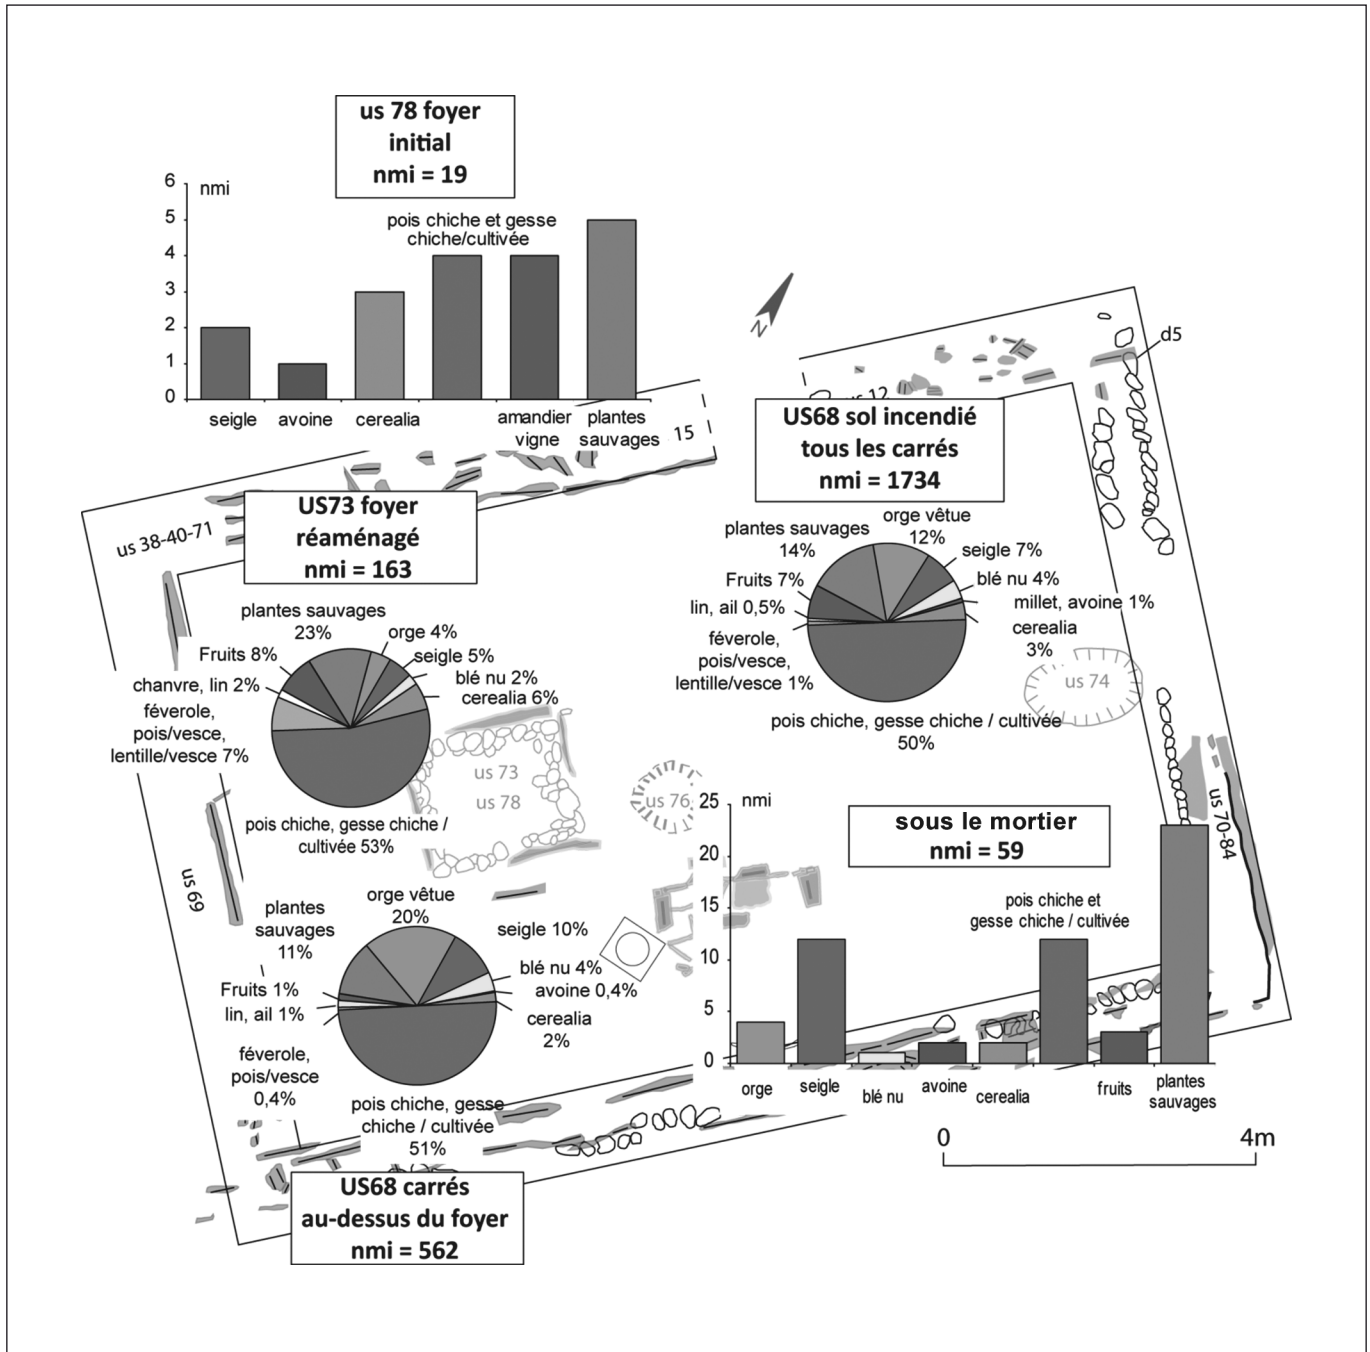 us 78 foyer
initial
nmi = 19
6
nmi
5
4
3
2
1
0
pois chiche et gesse
chiche/cultivée
seigle
avoine
cerealia
amandier
vigne
plantes
sauvages
15
N
d5
us 12
US68 sol incendié
tous les carrés
nmi = 1734
plantes sauvages
14%
orge vêtue
12%
seigle 7%
blé nu 4%
millet, avoine 1%
cerealia
3%
Fruits 7%
lin, ail 0,5%
féverole,
pois/vesce,
lentille/vesce 1%
pois chiche, gesse chiche / cultivée
50%
us 74
us 38-40-71
US73 foyer
réaménagé
nmi = 163
plantes sauvages
23%
orge 4%
seigle 5%
blé nu 2%
cerealia 6%
Fruits 8%
chanvre, lin 2%
féverole,
pois/vesce,
lentille/vesce 7%
pois chiche, gesse chiche /
cultivée 53%
us 73
us 78
us 76
us 69
us 70-84
sous le mortier
nmi = 59
25
nmi
20
15
10
5
0
pois chiche et
gesse chiche / cultivée
orge
seigle
blé nu
avoine
cerealia
fruits
plantes
sauvages
orge vêtue
20%
plantes
sauvages
11%
seigle 10%
blé nu 4%
avoine 0,4%
cerealia
2%
Fruits 1%
lin, ail 1%
féverole,
pois/vesce
0,4%
pois chiche, gesse
chiche / cultivée
51%
US68 carrés
au-dessus du foyer
nmi = 562
0
4m